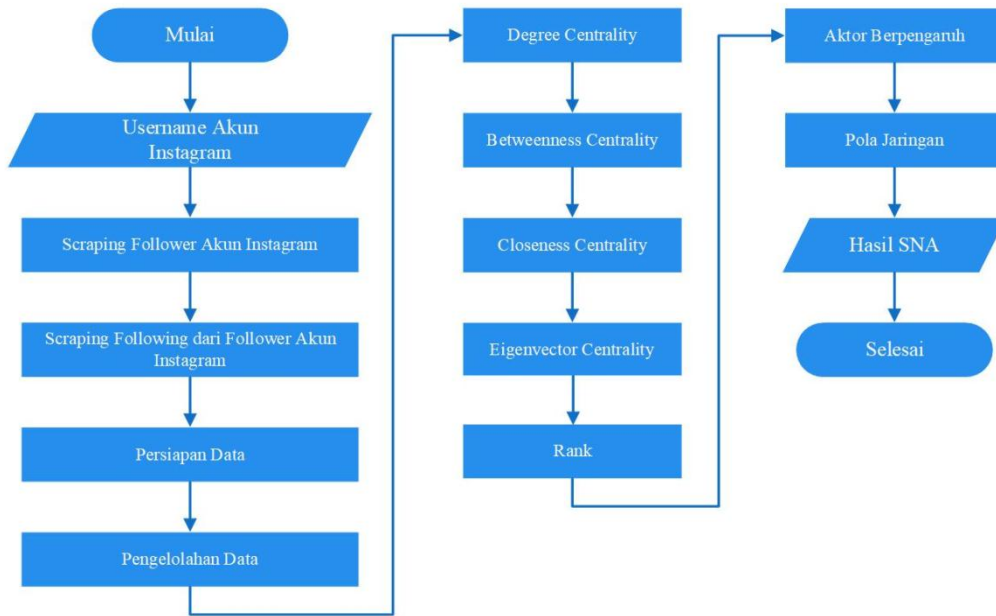 Mulai
Username Akun
Instagram
Scraping Follower Akun Instagram
Scraping Following dari Follower Akun
Instagram
Persiapan Data
Pengelolahan Data
Degree Centrality
Betweenness Centrality
Closeness Centrality
Eigenvector Centrality
Rank
Aktor Berpengaruh
Pola Jaringan
Hasil SNA
Selesai